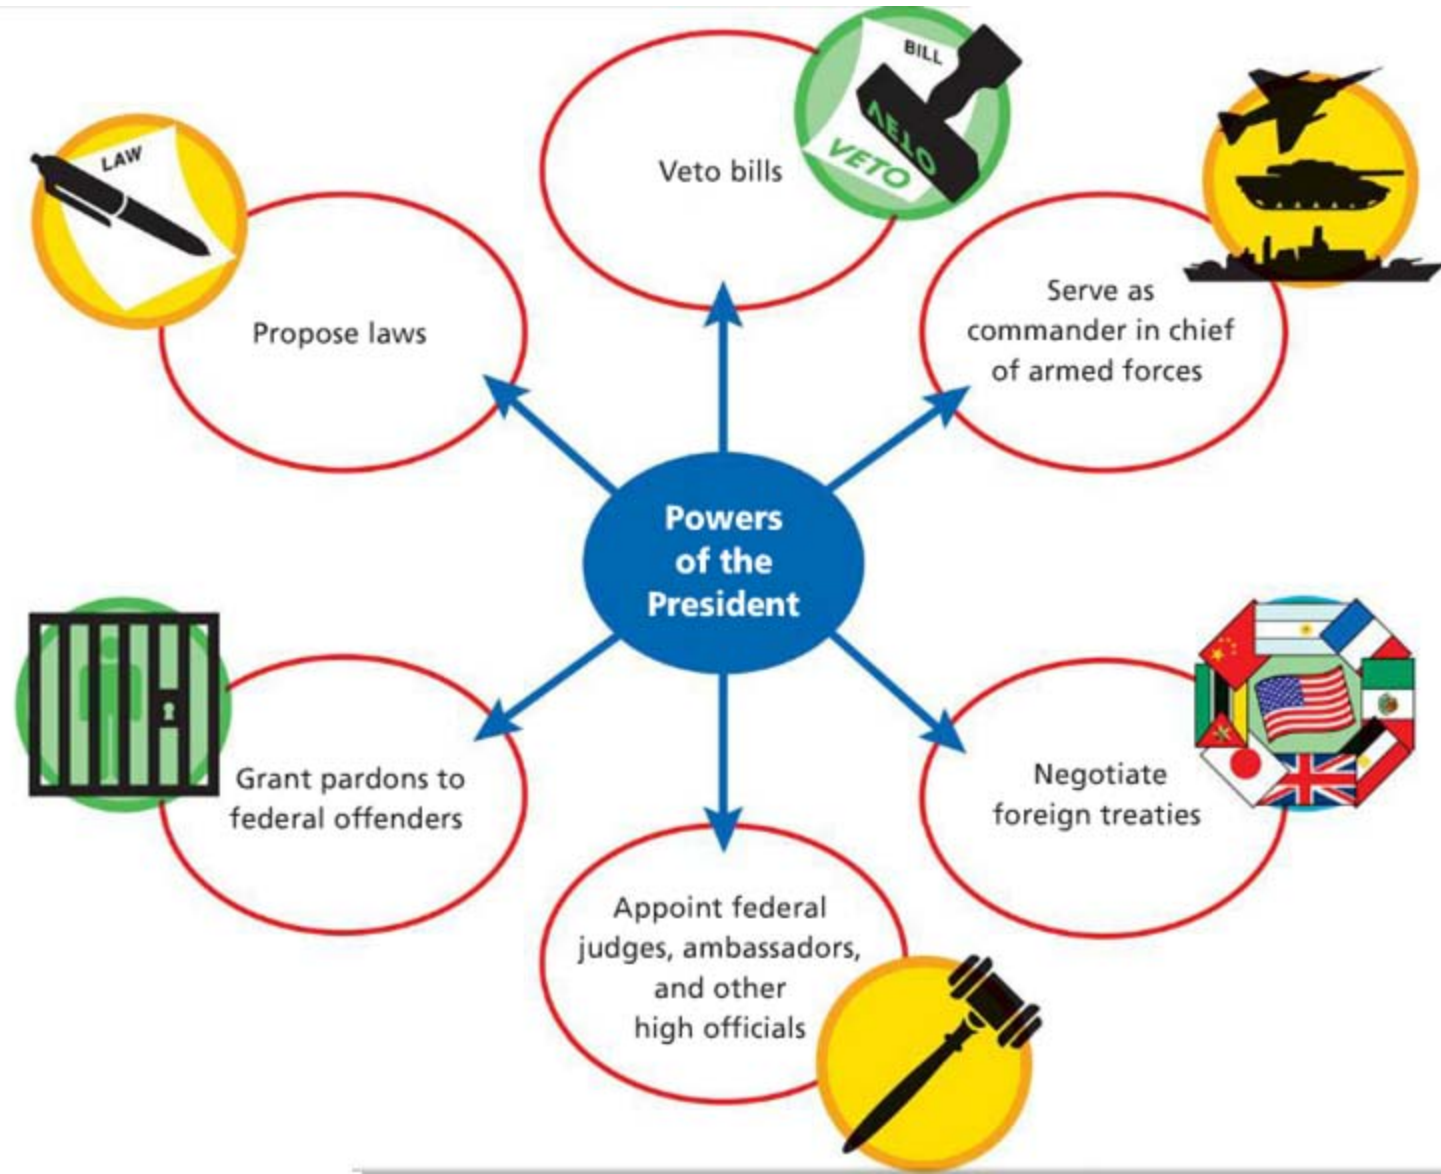 BILL
VETO
VETO
Veto bills
LAW
Propose laws
Serve as
commander in chief
of armed forces
Powers
of the
President
Grant pardons to
federal offenders
Negotiate
foreign treaties
Appoint federal
judges, ambassadors,
and other
high officials